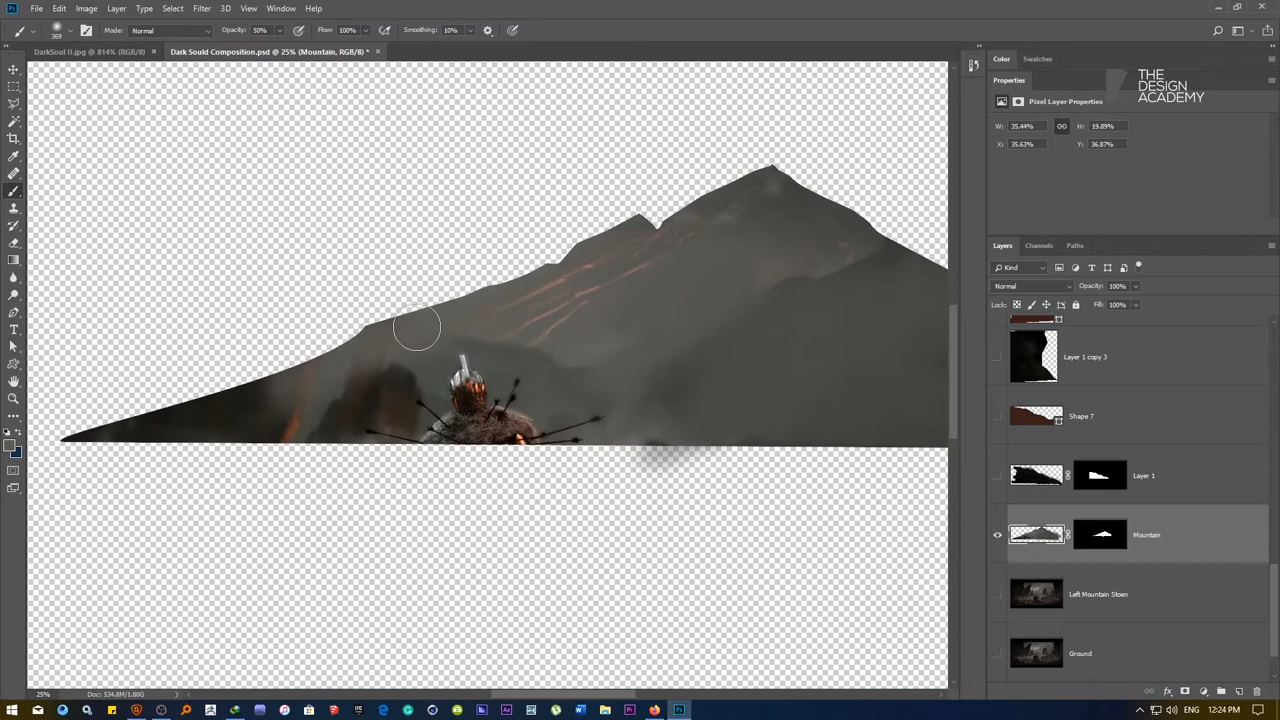 File Edit Image Layer Type Select Filter 3D View Window Help
369 Mode: Normal Opacity: 50% Flow: 100% Smoothing: 10%
DarkSoul II.jpg @ 814% (RGB/8) × Dark Sould Composition.psd @ 25% (Mountain, RGB/8) * ×
Color Swatches
Properties
THE
DESIGN
ACADEMY
Pixel Layer Properties
W: 35.44% H: 19.89%
X: 35.63% Y: 36.87%
Layers Channels Paths
Kind
Normal Opacity: 100%
Lock: Fill: 100%
Layer 1 copy 3
Shape 7
Layer 1
Mountain
Left Mountain Stoen
Ground
25% Doc: 534.8M/1.80G
12:24 PM